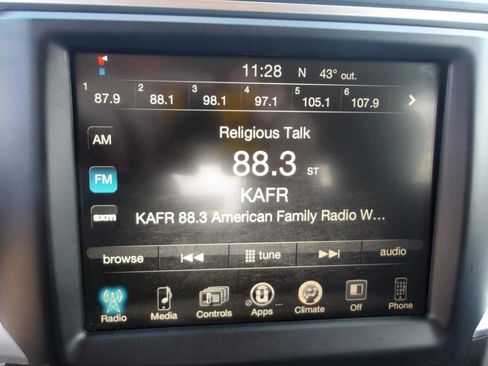 11:28 N 43° out.
1 87.9 2 88.1 3 98.1 4 97.1 5 105.1 6 107.9
AM Religious Talk
FM 88.3 ST
KAFR
sxm KAFR 88.3 American Family Radio W...
browse tune audio
Radio Media Controls Apps Climate Off Phone